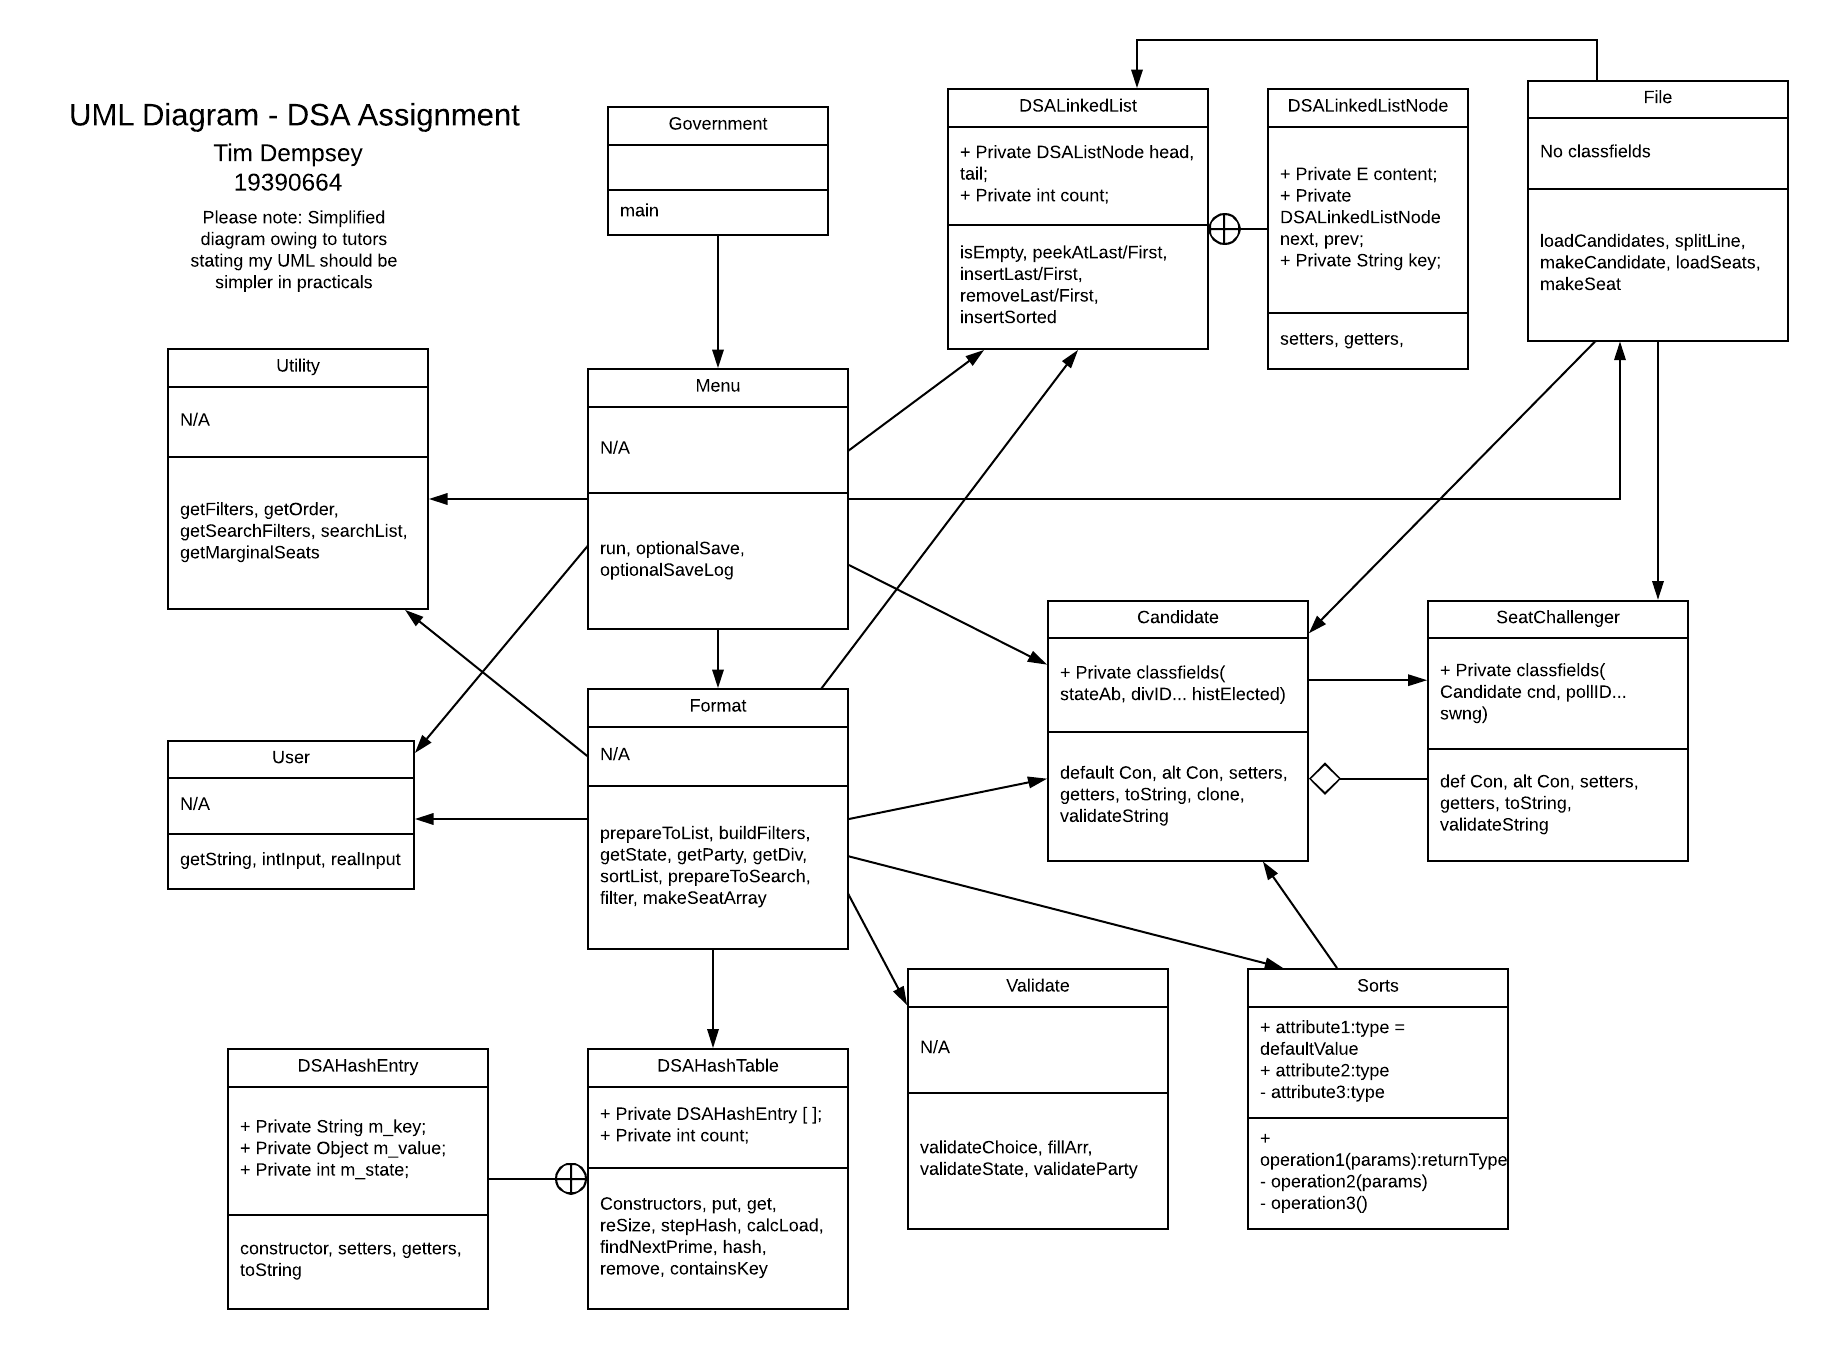 UML Diagram - DSA Assignment
Tim Dempsey
19390664
Please note: Simplified
diagram owing to tutors
stating my UML should be
simpler in practicals
Government
main
DSALinkedList
+ Private DSAListNode head,
tail;
+ Private int count;
isEmpty, peekAtLast/First,
insertLast/First,
removeLast/First,
insertSorted
DSALinkedListNode
+ Private E content;
+ Private
DSALinkedListNode
next, prev;
+ Private String key;
setters, getters,
File
No classfields
loadCandidates, splitLine,
makeCandidate, loadSeats,
makeSeat
Utility
N/A
getFilters, getOrder,
getSearchFilters, searchList,
getMarginalSeats
Menu
N/A
run, optionalSave,
optionalSaveLog
Candidate
+ Private classfields(
stateAb, divID... histElected)
default Con, alt Con, setters,
getters, toString, clone,
validateString
SeatChallenger
+ Private classfields(
Candidate cnd, pollID...
swng)
def Con, alt Con, setters,
getters, toString,
validateString
User
N/A
getString, intInput, realInput
Format
N/A
prepareToList, buildFilters,
getState, getParty, getDiv,
sortList, prepareToSearch,
filter, makeSeatArray
DSAHashEntry
+ Private String m_key;
+ Private Object m_value;
+ Private int m_state;
constructor, setters, getters,
toString
DSAHashTable
+ Private DSAHashEntry [ ];
+ Private int count;
Constructors, put, get,
reSize, stepHash, calcLoad,
findNextPrime, hash,
remove, containsKey
Validate
N/A
validateChoice, fillArr,
validateState, validateParty
Sorts
+ attribute1:type =
defaultValue
+ attribute2:type
- attribute3:type
+
operation1(params):returnType
- operation2(params)
- operation3()